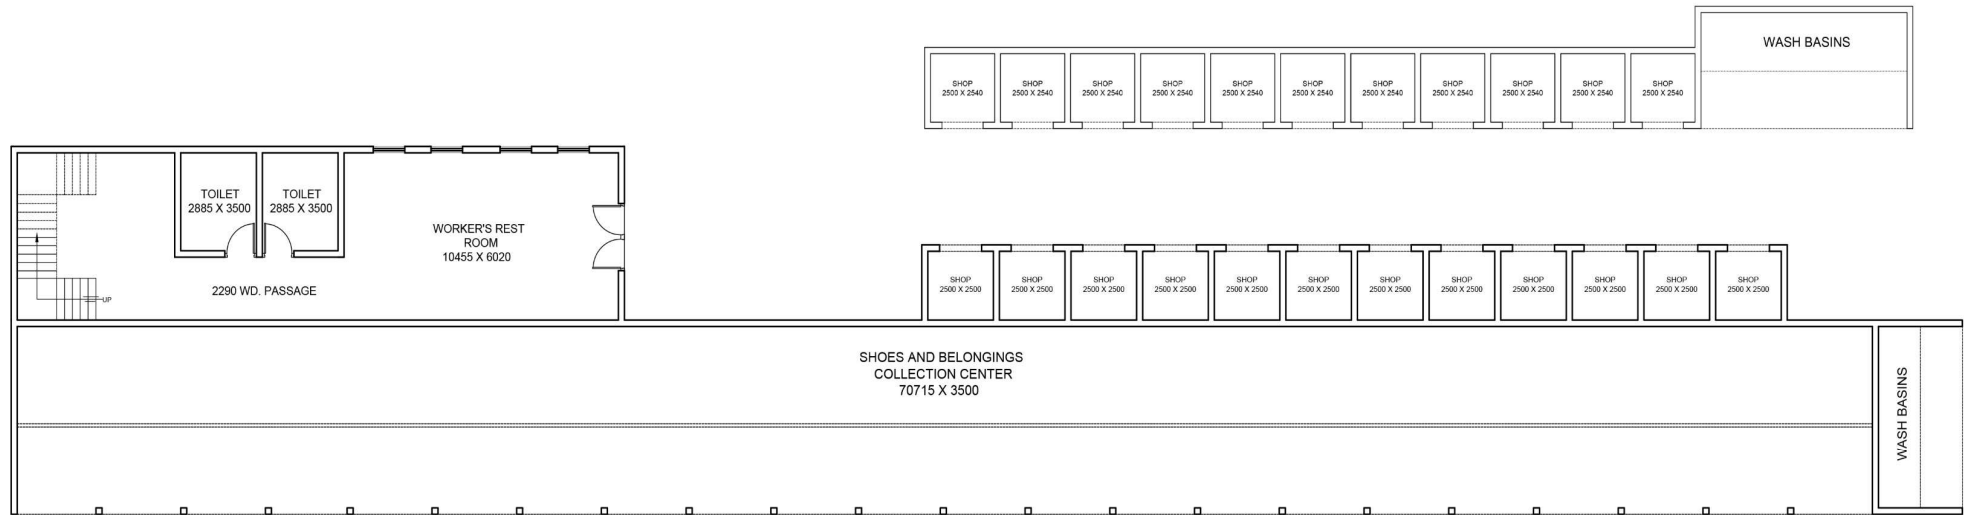 WASH BASINS
SHOP
2500 X 2540
SHOP
2500 X 2540
SHOP
2500 X 2540
SHOP
2500 X 2540
SHOP
2500 X 2540
SHOP
2500 X 2540
SHOP
2500 X 2540
SHOP
2500 X 2540
SHOP
2500 X 2540
SHOP
2500 X 2540
SHOP
2500 X 2540
TOILET
2885 X 3500
TOILET
2885 X 3500
WORKER'S REST
ROOM
10455 X 6020
2290 WD. PASSAGE
UP
SHOP
2500 X 2500
SHOP
2500 X 2500
SHOP
2500 X 2500
SHOP
2500 X 2500
SHOP
2500 X 2500
SHOP
2500 X 2500
SHOP
2500 X 2500
SHOP
2500 X 2500
SHOP
2500 X 2500
SHOP
2500 X 2500
SHOP
2500 X 2500
SHOP
2500 X 2500
SHOES AND BELONGINGS
COLLECTION CENTER
70715 X 3500
WASH BASINS